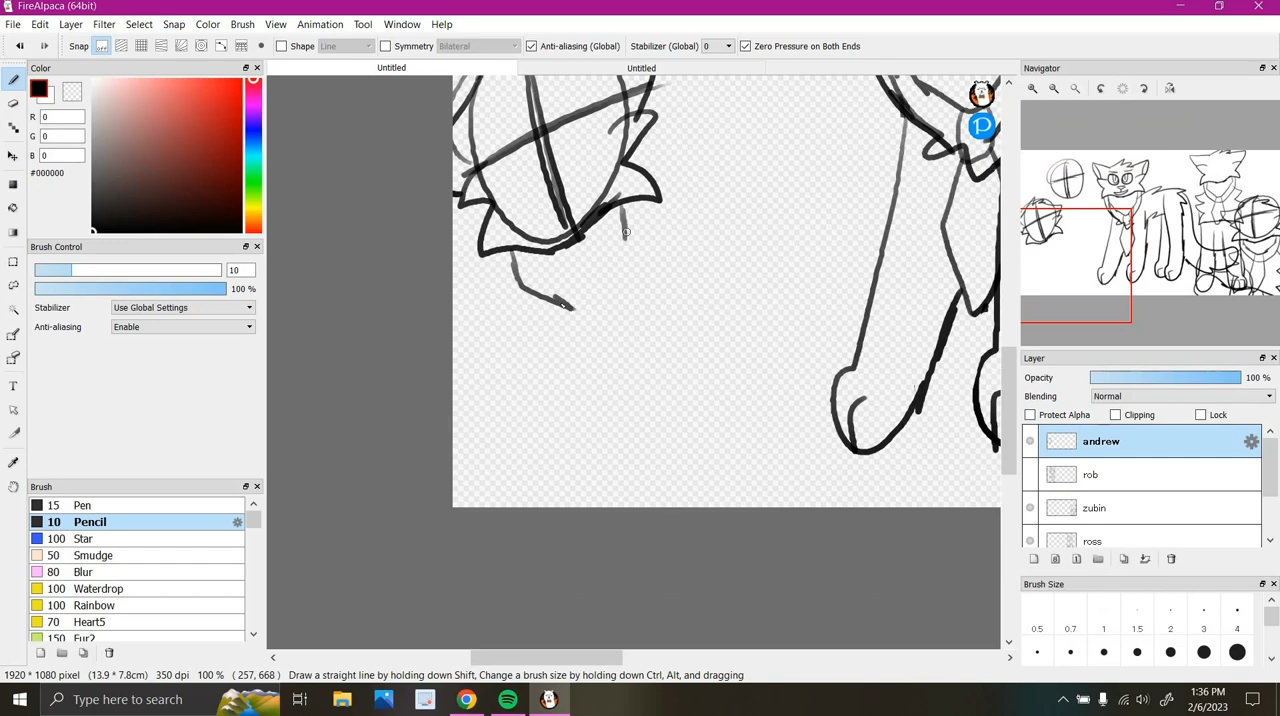 FireAlpaca (64bit)
File Edit Layer Filter Select Snap Color Brush View Animation Tool Window Help
Snap off Shape Line Symmetry Bilateral Anti-aliasing (Global) Stabilizer (Global) 0 Zero Pressure on Both Ends
Color
Untitled
Untitled
Navigator
R 0
G 0
B 0
#000000
Brush Control
10
100 %
Stabilizer Use Global Settings
Anti-aliasing Enable
Layer
Opacity 100 %
Blending Normal
Protect Alpha Clipping Lock
andrew
rob
zubin
ross
Brush
15 Pen
10 Pencil
100 Star
50 Smudge
80 Blur
100 Waterdrop
100 Rainbow
70 Heart5
150 Fur2
Brush Size
0.5 0.7 1 1.5 2 3 4
1920 * 1080 pixel (13.9 * 7.8cm) 350 dpi 100 % ( 257, 668 ) Draw a straight line by holding down Shift, Change a brush size by holding down Ctrl, Alt, and dragging
Type here to search
1:36 PM
2/6/2023